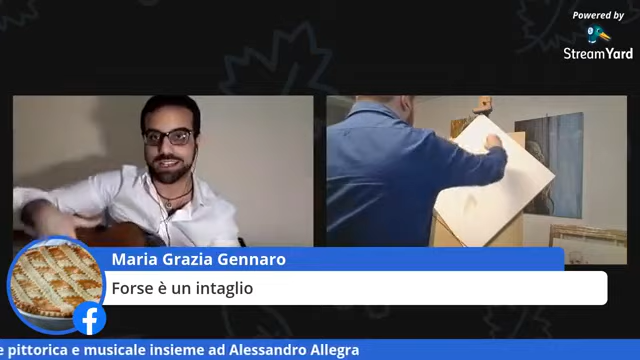 Powered by
StreamYard
Maria Grazia Gennaro
Forse è un intaglio
e pittorica e musicale insieme ad Alessandro Allegra